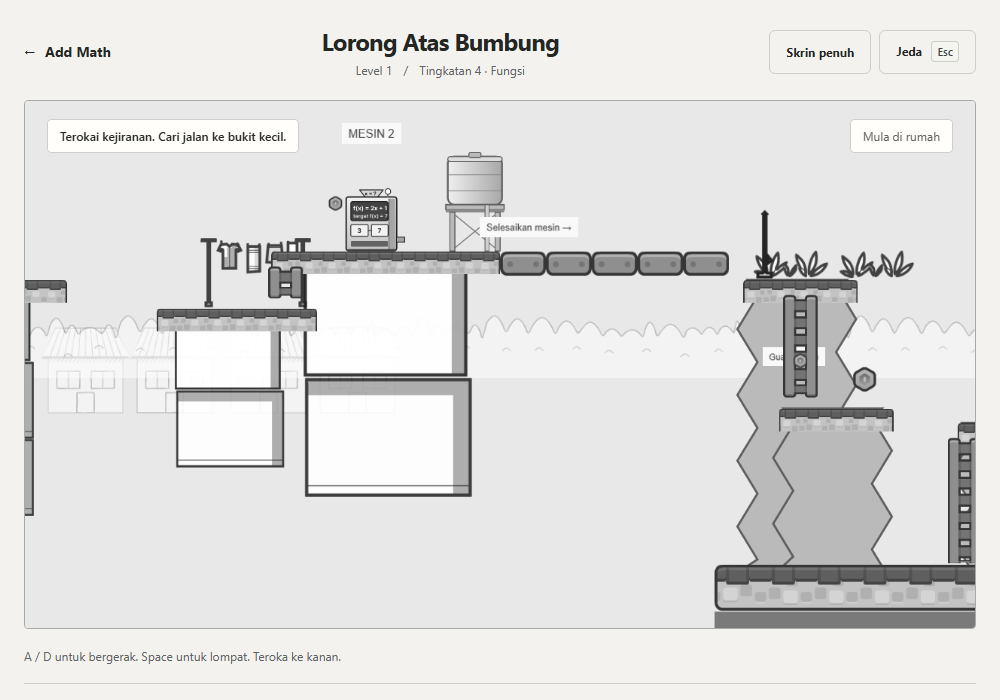 ← Add Math
Lorong Atas Bumbung
Level 1 / Tingkatan 4 · Fungsi
Skrin penuh
Jeda Esc
Terokai kejiranan. Cari jalan ke bukit kecil.
MESIN 2
Mula di rumah
f(x) = 2x + 1
target f(x) = 7
3
7
Selesaikan mesin →
A / D untuk bergerak. Space untuk lompat. Teroka ke kanan.